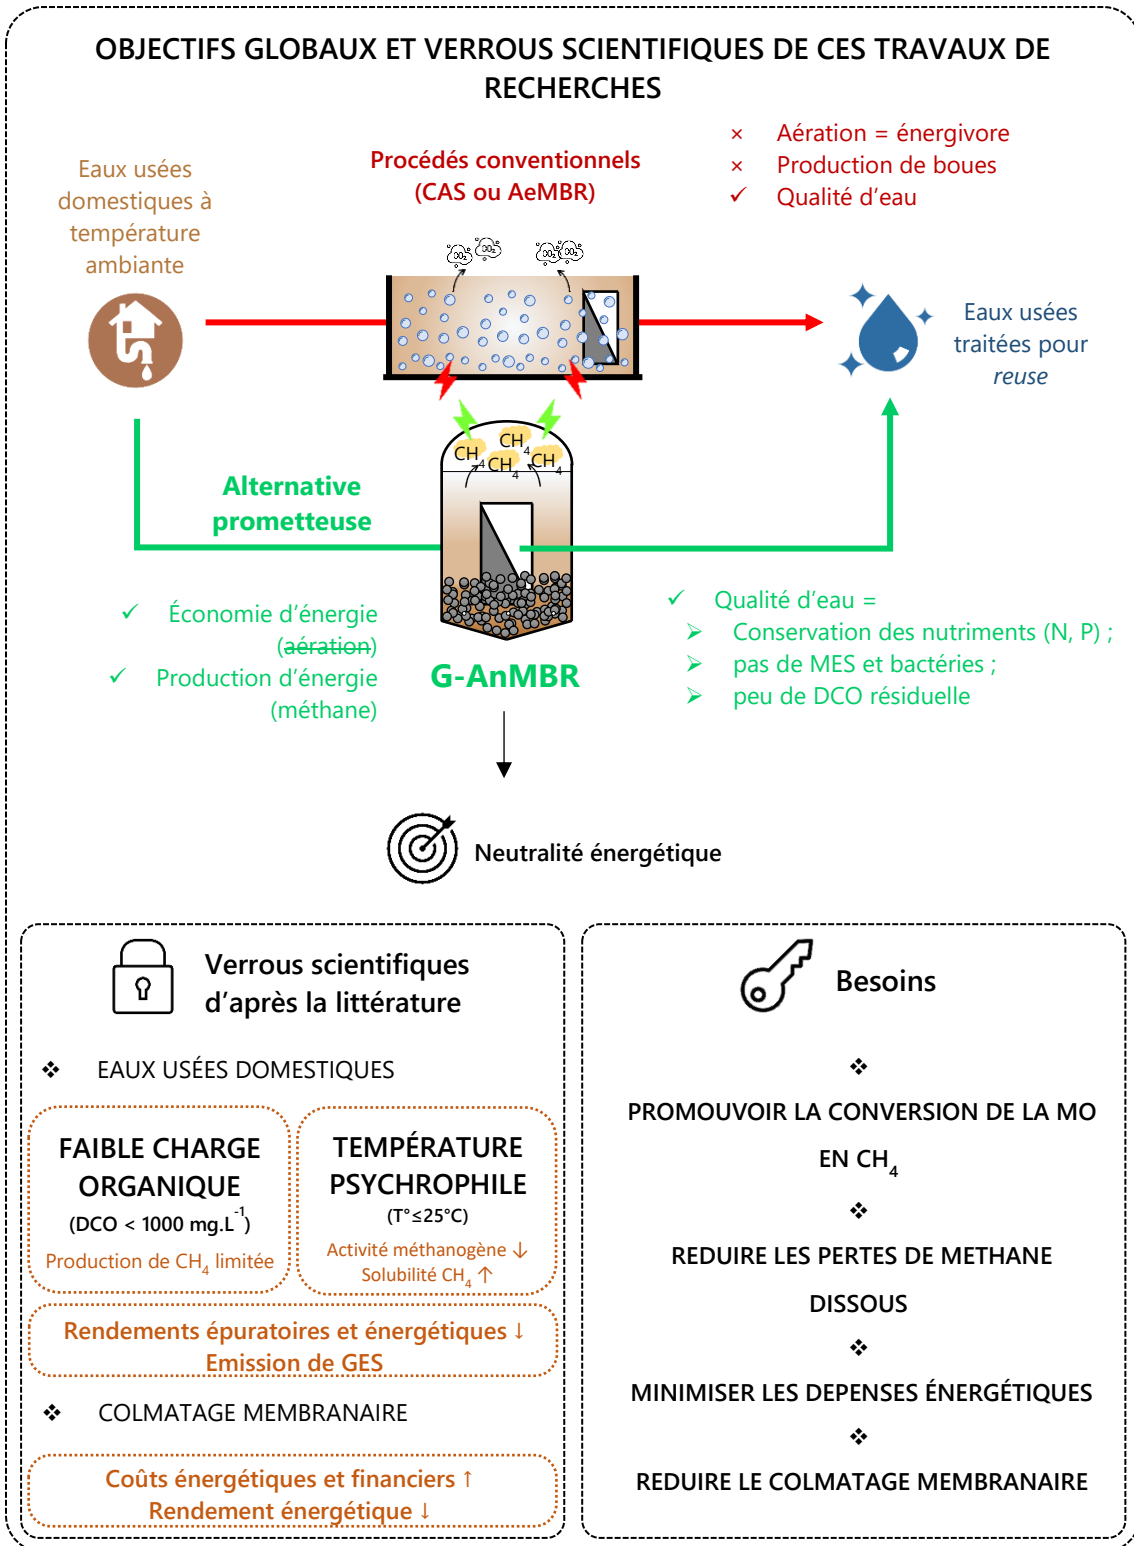 OBJECTIFS GLOBAUX ET VERROUS SCIENTIFIQUES DE CES TRAVAUX DE
RECHERCHES
Eaux usées
domestiques à
température
ambiante
Procédés conventionnels
(CAS ou AeMBR)
× Aération = énergivore
× Production de boues
✓ Qualité d'eau
CO₂ CO₂ CO₂ CO₂
Eaux usées
traitées pour
reuse
CH₄ CH₄ CH₄ CH₄
Alternative
prometteuse
✓ Économie d'énergie
(aération)
✓ Production d'énergie
(méthane)
G-AnMBR
✓ Qualité d'eau =
➢ Conservation des nutriments (N, P) ;
➢ pas de MES et bactéries ;
➢ peu de DCO résiduelle
Neutralité énergétique
Verrous scientifiques
d'après la littérature
❖ EAUX USÉES DOMESTIQUES
FAIBLE CHARGE
ORGANIQUE
(DCO < 1000 mg.L⁻¹)
Production de CH₄ limitée
TEMPÉRATURE
PSYCHROPHILE
(T°≤25°C)
Activité méthanogène ↓
Solubilité CH₄ ↑
Rendements épuratoires et énergétiques ↓
Emission de GES
❖ COLMATAGE MEMBRANAIRE
Coûts énergétiques et financiers ↑
Rendement énergétique ↓
Besoins
❖
PROMOUVOIR LA CONVERSION DE LA MO
EN CH₄
❖
REDUIRE LES PERTES DE METHANE
DISSOUS
❖
MINIMISER LES DEPENSES ÉNERGÉTIQUES
❖
REDUIRE LE COLMATAGE MEMBRANAIRE